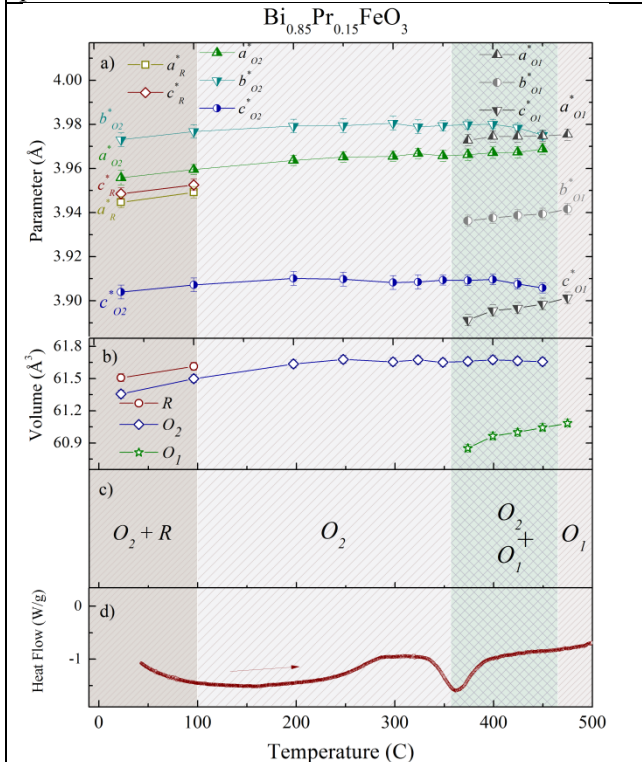 Bi0.85Pr0.15FeO3
a)
a*R
c*R
a*O2
b*O2
c*O2
a*O1
b*O1
c*O1
a*O1
b*O2
a*O2
c*R
a*R
b*O1
c*O1
c*O2
4.00
3.98
3.96
3.94
3.92
3.90
Parameter (Å)
b)
R
O2
O1
61.8
61.5
61.2
60.9
Volume (Å3)
c)
O2 + R
O2
O2
+
O1
O1
d)
0
-1
Heat Flow (W/g)
0 100 200 300 400 500
Temperature (C)